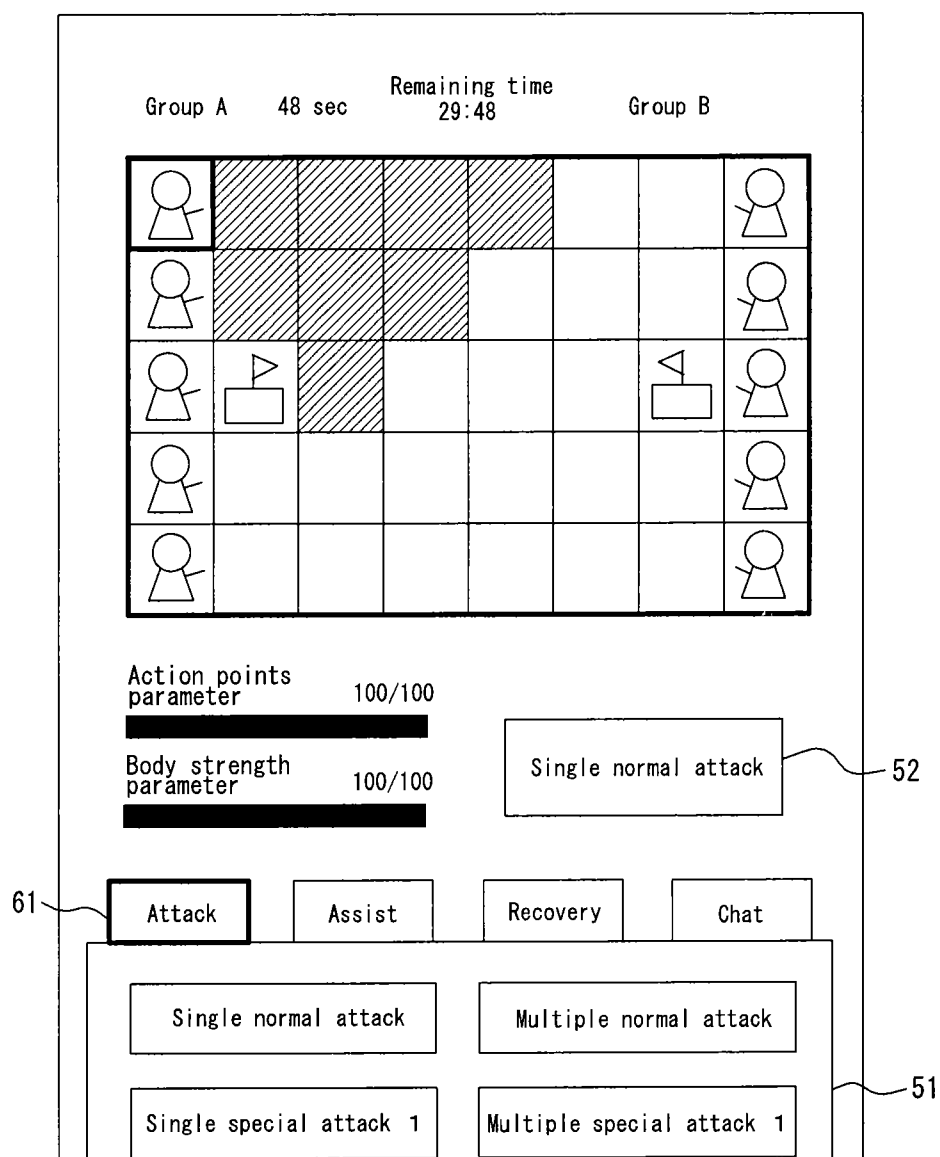 Remaining time
Group A 48 sec 29:48 Group B
Action points
parameter 100/100
Single normal attack 52
Body strength
parameter 100/100
61 Attack Assist Recovery Chat
Single normal attack Multiple normal attack
51
Single special attack 1 Multiple special attack 1